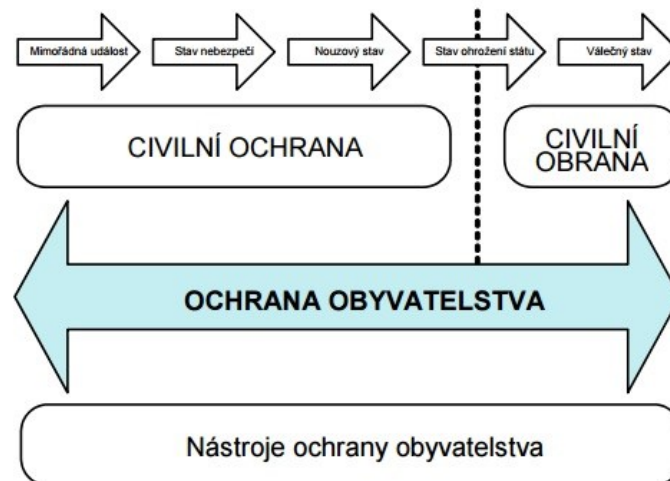 Mimořádná událost
Stav nebezpečí
Nouzový stav
Stav ohrožení státu
Válečný stav
CIVILNÍ OCHRANA
CIVILNÍ
OBRANA
OCHRANA OBYVATELSTVA
Nástroje ochrany obyvatelstva